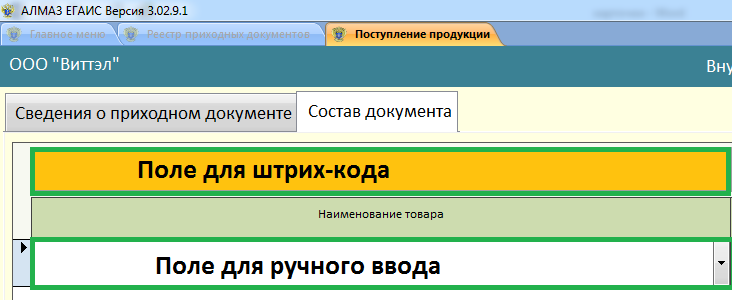 АЛМАЗ ЕГАИС Версия 3.02.9.1
Главное меню Реестр приходных документов Поступление продукции
ООО "Виттэл" Вну
Сведения о приходном документе Состав документа
Поле для штрих-кода
Наименование товара
Поле для ручного ввода